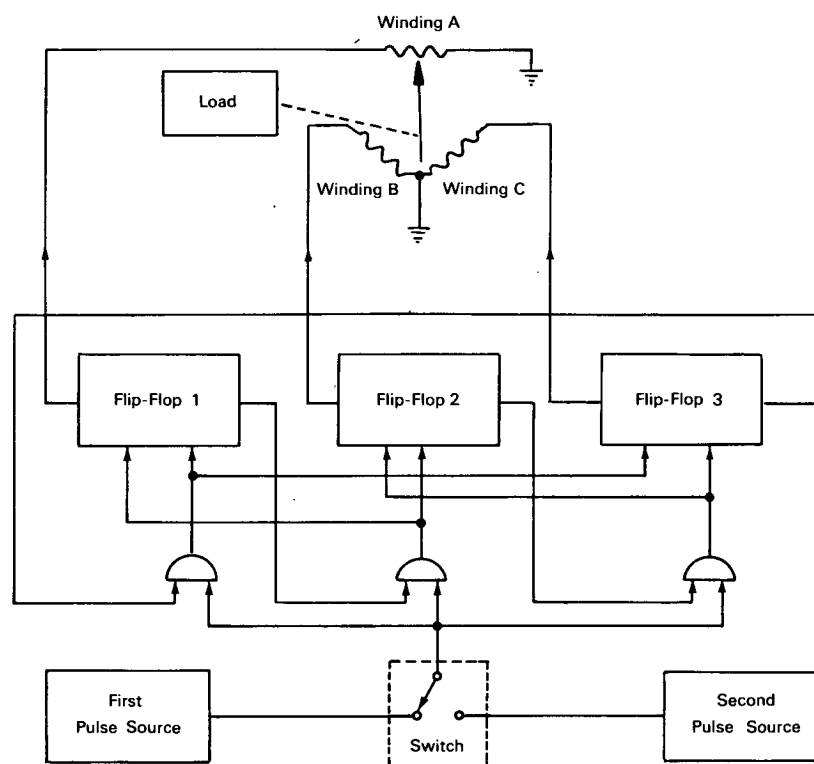 Winding A
Load
Winding B
Winding C
Flip-Flop 1
Flip-Flop 2
Flip-Flop 3
First
Pulse Source
Switch
Second
Pulse Source